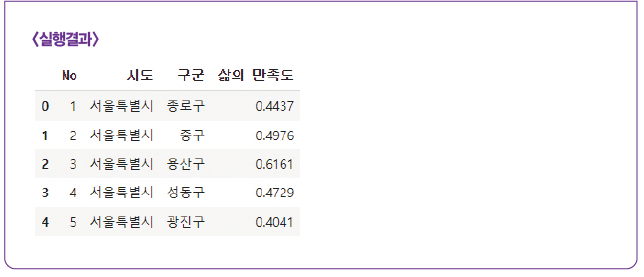 <실행결과>
No 시도 구군 삶의 만족도
0 1 서울특별시 종로구 0.4437
1 2 서울특별시 중구 0.4976
2 3 서울특별시 용산구 0.6161
3 4 서울특별시 성동구 0.4729
4 5 서울특별시 광진구 0.4041